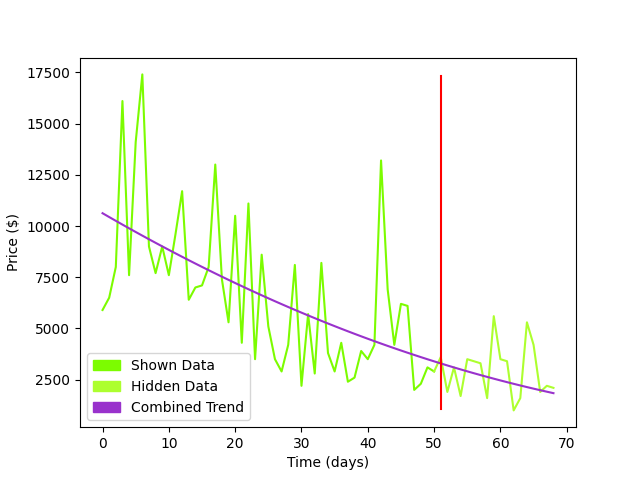 17500
15000
12500
10000
7500
5000
2500
Price ($)
Shown Data
Hidden Data
Combined Trend
0 10 20 30 40 50 60 70
Time (days)